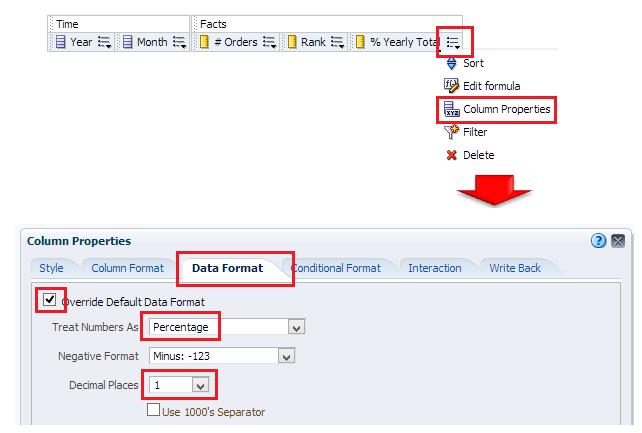 Time Facts
Year Month # Orders Rank % Yearly Total
Sort
Edit formula
Column Properties
Filter
Delete
Column Properties
Style Column Format Data Format Conditional Format Interaction Write Back
Override Default Data Format
Treat Numbers As Percentage
Negative Format Minus: -123
Decimal Places 1
Use 1000's Separator